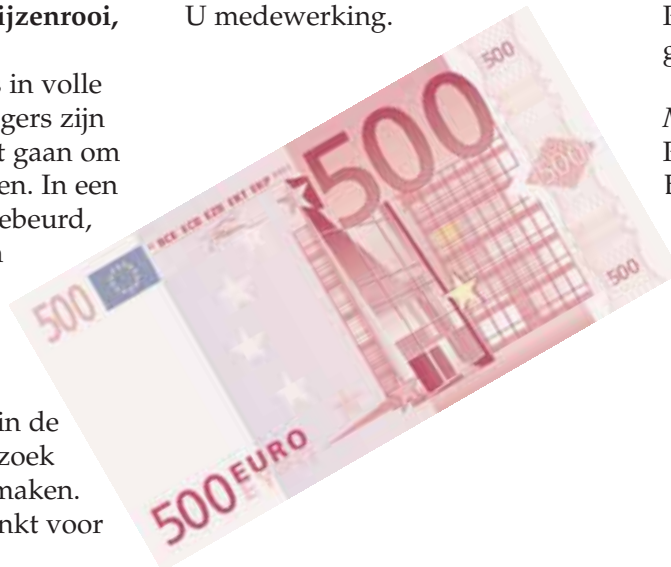 ijzenrooi,
in volle
gers zijn
t gaan om
en. In een
ebeurd,
in de
zoek
maken.
nkt voor
U medewerking.
500
500
BCE ECB EZB EKT EKP
500
500
500
500 EURO